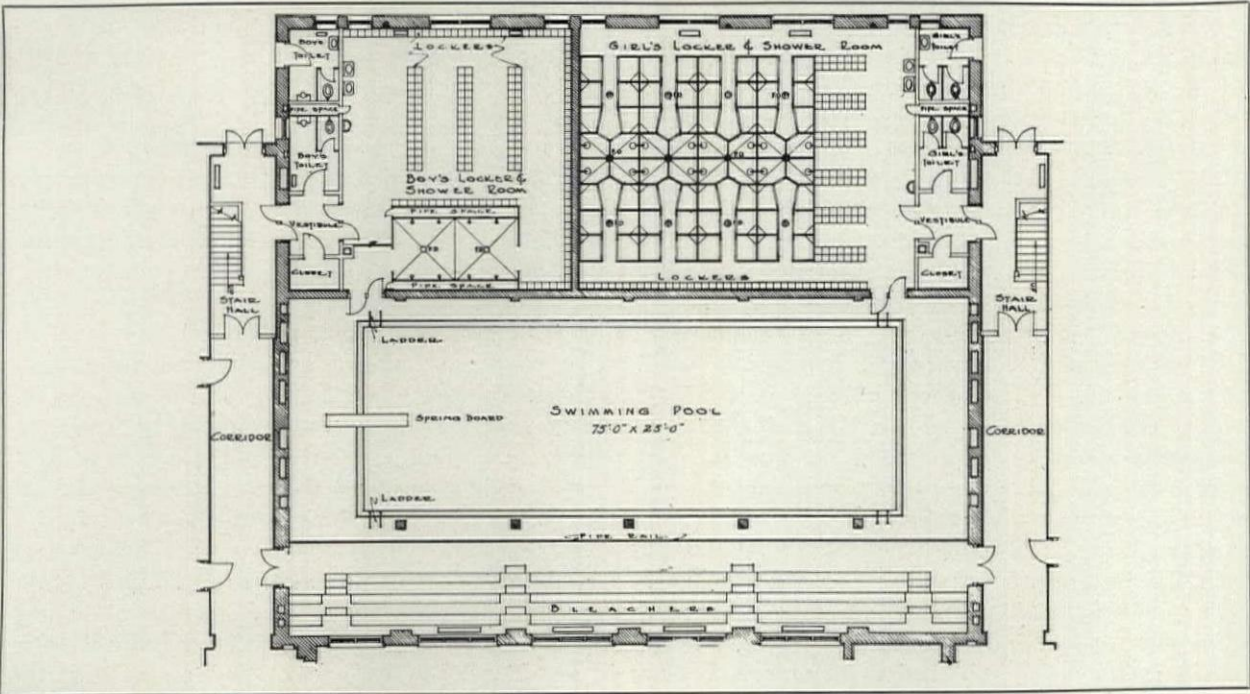 BOY'S
TOILET
LOCKERS
GIRL'S LOCKER & SHOWER ROOM
GIRL'S
TOILET
PIPE SPACE
PIPE SPACE
BOY'S
TOILET
GIRL'S
TOILET
BOY'S LOCKER &
SHOWER ROOM
PIPE SPACE
VESTIBULE
VESTIBULE
CLOSET
PIPE SPACE
LOCKERS
CLOSET
STAIR
HALL
STAIR
HALL
LADDER
SPRING BOARD
SWIMMING POOL
75'-0" X 25'-0"
CORRIDOR
CORRIDOR
LADDER
PIPE RAIL
BLEACHERS